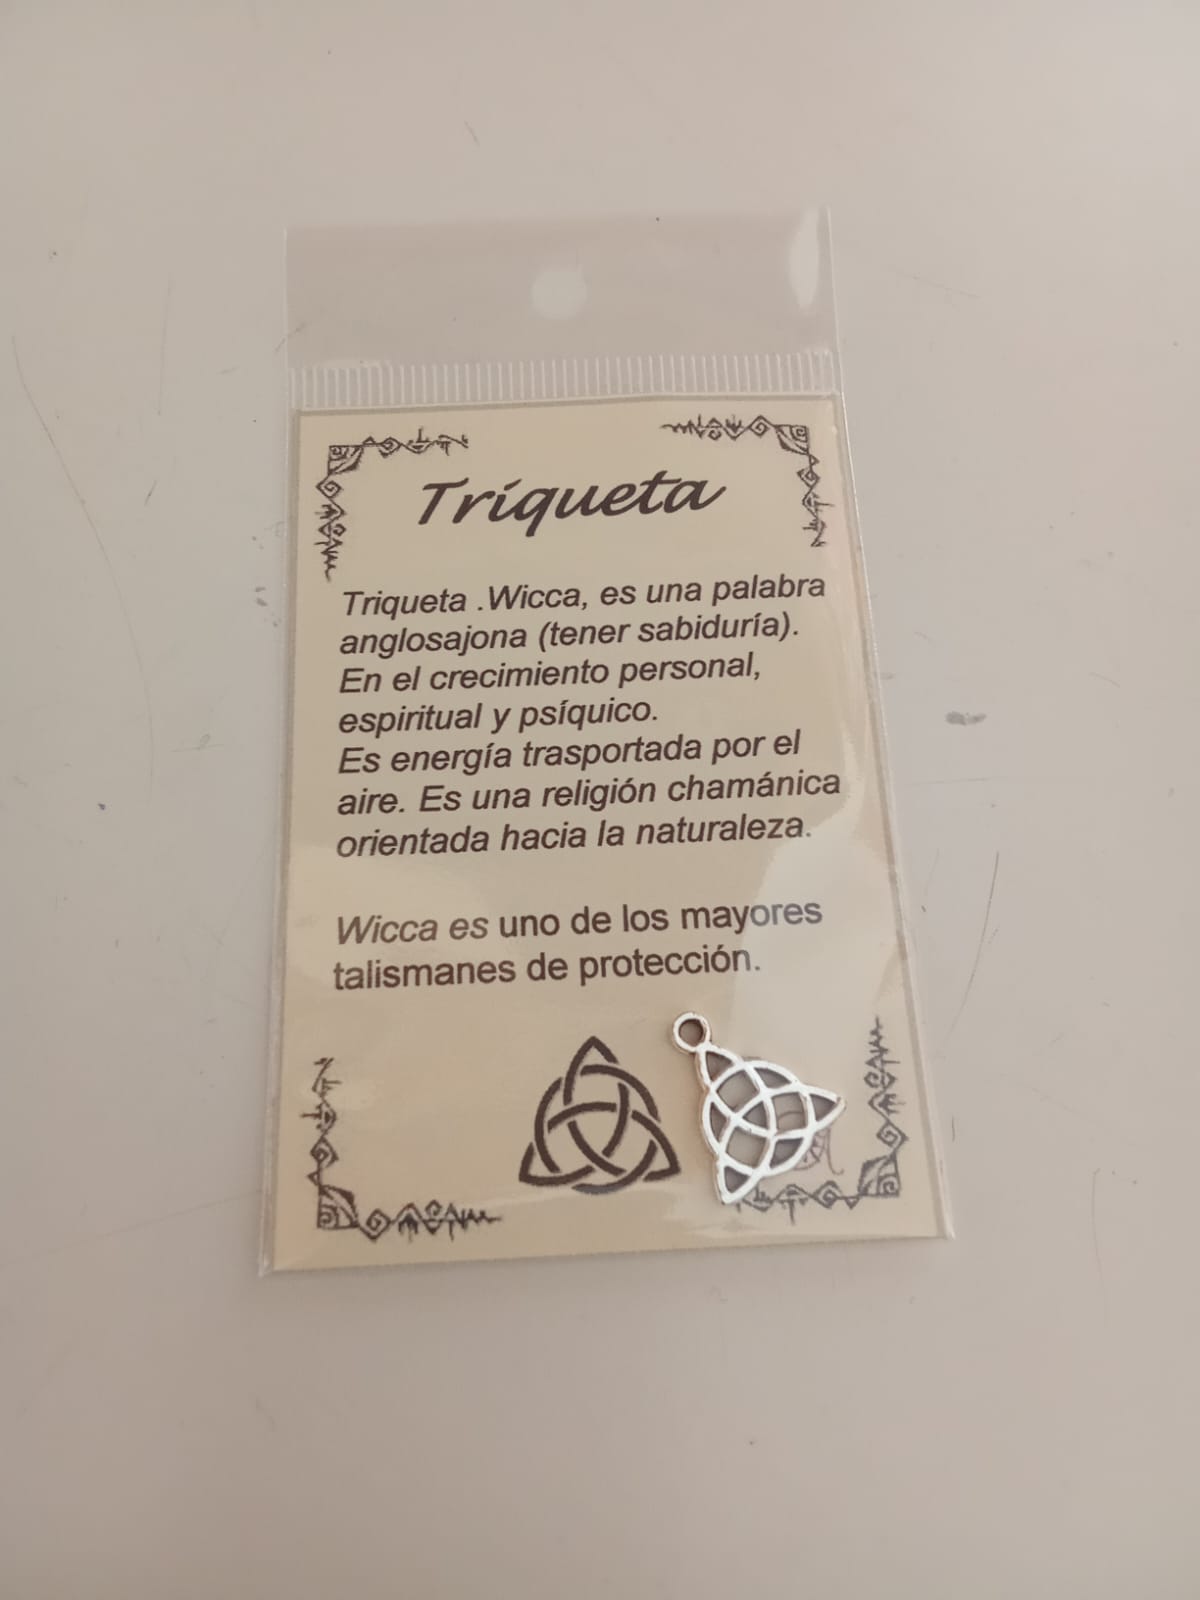 Triqueta
Triqueta .Wicca, es una palabra
anglosajona (tener sabiduría).
En el crecimiento personal,
espiritual y psíquico.
Es energía trasportada por el
aire. Es una religión chamánica
orientada hacia la naturaleza.
Wicca es uno de los mayores
talismanes de protección.